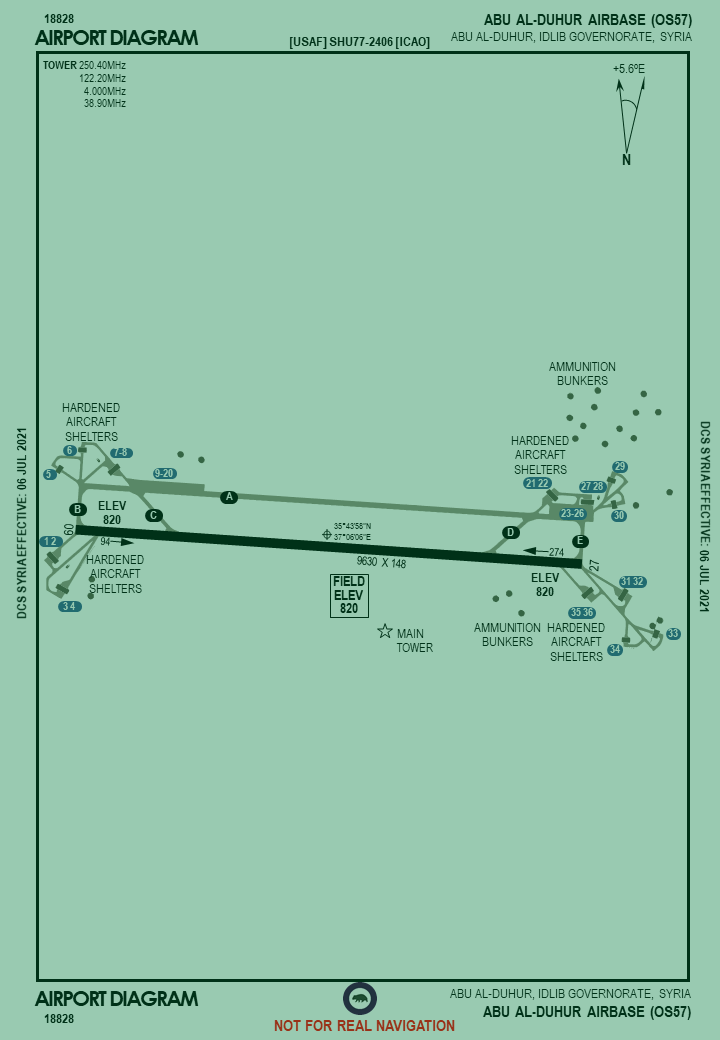 18828
AIRPORT DIAGRAM
[USAF] SHU77-2406 [ICAO]
ABU AL-DUHUR AIRBASE (OS57)
ABU AL-DUHUR, IDLIB GOVERNORATE, SYRIA
TOWER 250.40MHz
122.20MHz
4.000MHz
38.90MHz
+5.6ºE
N
AMMUNITION
BUNKERS
HARDENED
AIRCRAFT
SHELTERS
6
7-8
5
9-20
HARDENED
AIRCRAFT
SHELTERS
21 22
27 28
29
A
B
C
ELEV
820
23-26
30
D
E
09
94
1 2
35°43'58"N
37°06'06"E
9630 X 148
274
27
HARDENED
AIRCRAFT
SHELTERS
3 4
FIELD
ELEV
820
ELEV
820
31 32
35 36
MAIN
TOWER
AMMUNITION
BUNKERS
HARDENED
AIRCRAFT
SHELTERS
33
34
DCS SYRIA EFFECTIVE: 06 JUL 2021
DCS SYRIA EFFECTIVE: 06 JUL 2021
AIRPORT DIAGRAM
18828
NOT FOR REAL NAVIGATION
ABU AL-DUHUR, IDLIB GOVERNORATE, SYRIA
ABU AL-DUHUR AIRBASE (OS57)